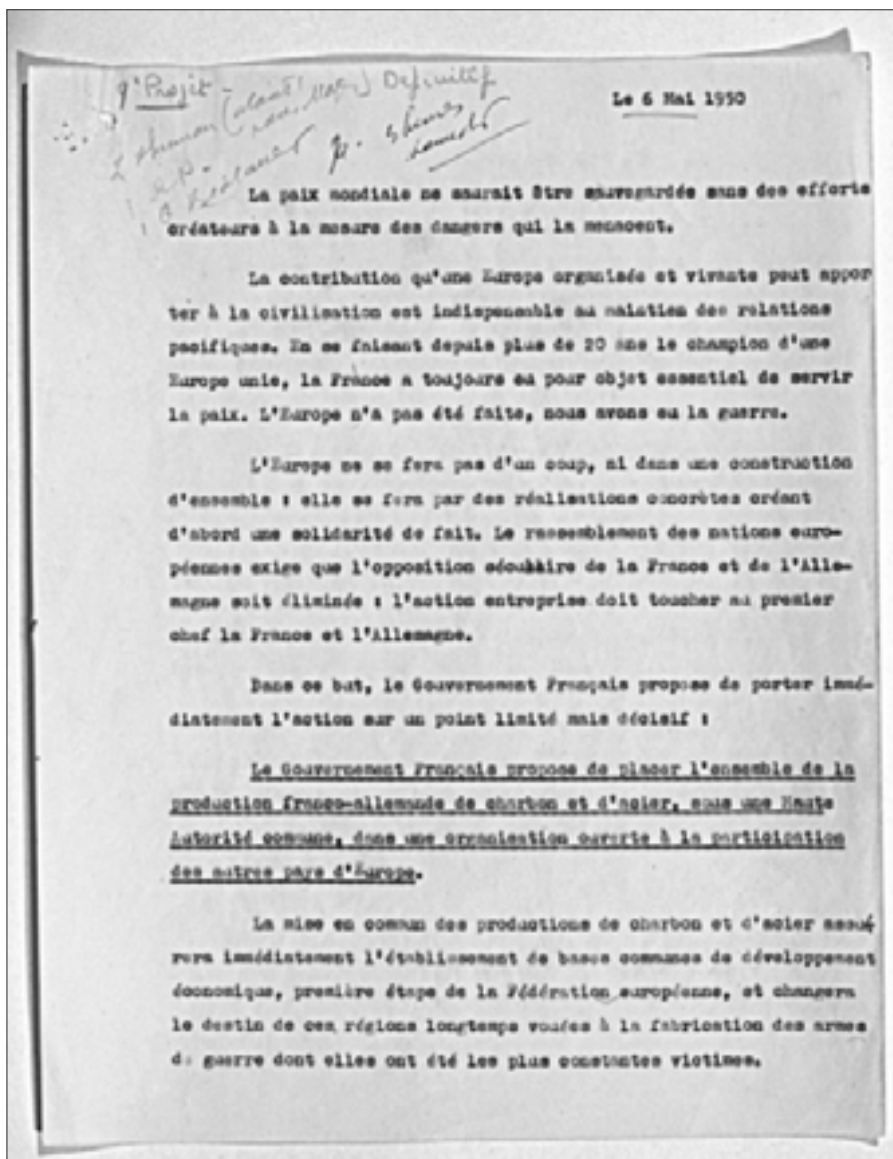 9° Projet - Définitif
Le 6 Mai 1950
La paix mondiale ne saurait être sauvegardée sans des efforts
créateurs à la mesure des dangers qui la menacent.
La contribution qu'une Europe organisée et vivante peut appor
ter à la civilisation est indispensable au maintien des relations
pacifiques. En se faisant depuis plus de 20 ans le champion d'une
Europe unie, la France a toujours eu pour objet essentiel de servir
la paix. L'Europe n'a pas été faite, nous avons eu la guerre.
L'Europe ne se fera pas d'un coup, ni dans une construction
d'ensemble : elle se fera par des réalisations concrètes créant
d'abord une solidarité de fait. Le rassemblement des nations euro-
péennes exige que l'opposition séculaire de la France et de l'Alle-
magne soit éliminée : l'action entreprise doit toucher au premier
chef la France et l'Allemagne.
Dans ce but, le Gouvernement Français propose de porter immé-
diatement l'action sur un point limité mais décisif :
Le Gouvernement Français propose de placer l'ensemble de la
production franco-allemande de charbon et d'acier, sous une Haute
Autorité commune, dans une organisation ouverte à la participation
des autres pays d'Europe.
La mise en commun des productions de charbon et d'acier assu
rera immédiatement l'établissement de bases communes de développement
économique, première étape de la Fédération européenne, et changera
le destin de ces régions longtemps vouées à la fabrication des armes
de guerre dont elles ont été les plus constantes victimes.